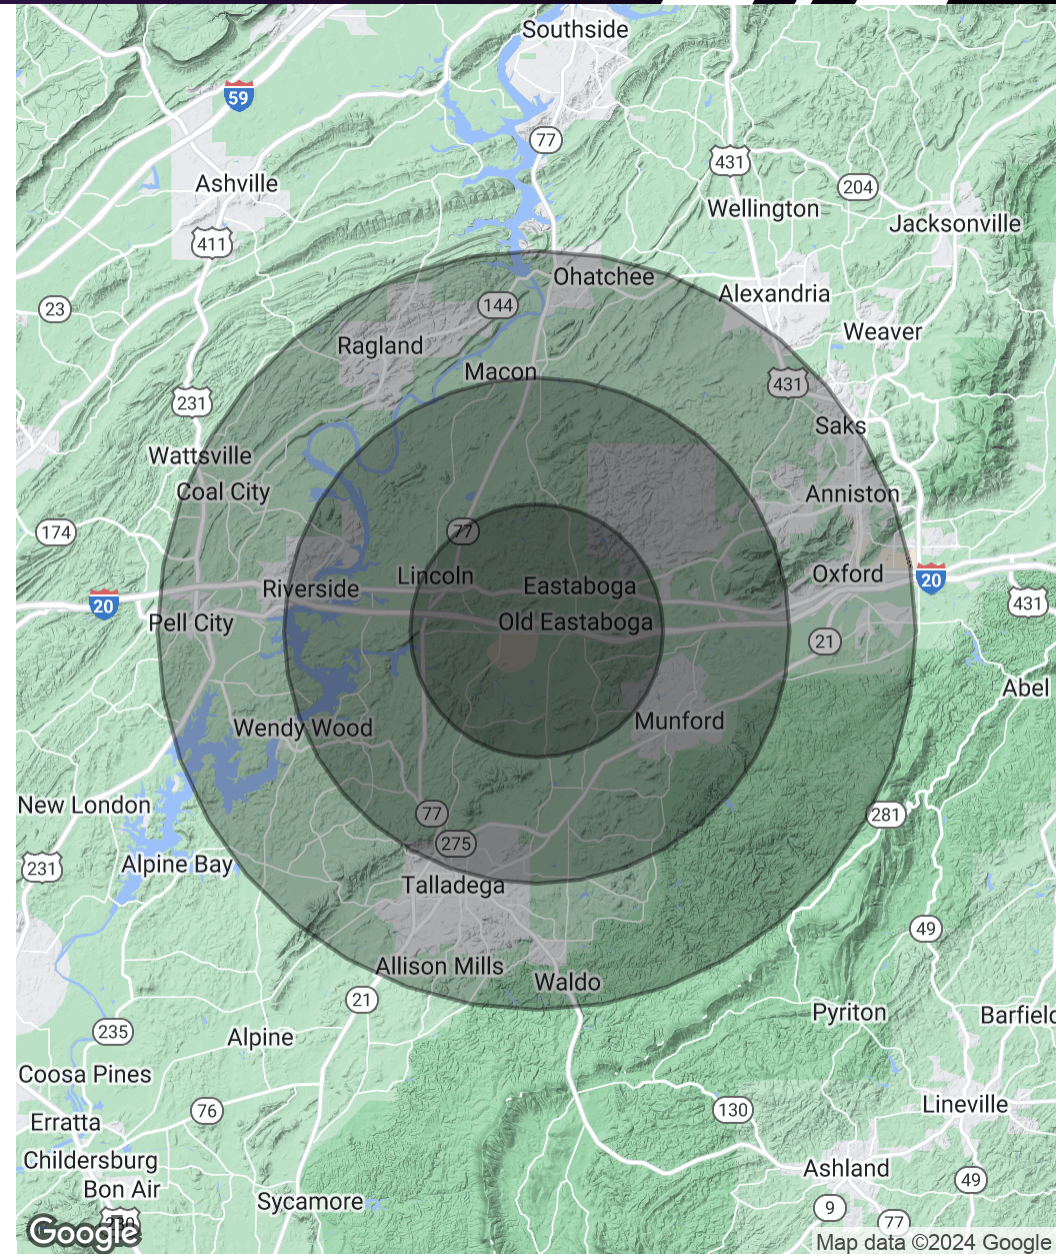 Southside
59
77
431
Ashville
204
Wellington
Jacksonville
411
Ohatchee
Alexandria
23
144
Weaver
Ragland
Macon
431
231
Saks
Wattsville
Coal City
Anniston
174
77
Lincoln
Eastaboga
Oxford
20
Riverside
20
431
Pell City
Old Eastaboga
21
Abel
Munford
Wendy Wood
New London
77
281
275
231
Alpine Bay
Talladega
49
Allison Mills
Waldo
21
Pyriton
Barfield
235
Alpine
Coosa Pines
76
130
Lineville
Erratta
Childersburg
Ashland
Bon Air
49
Sycamore
9
77
Google
Map data ©2024 Google